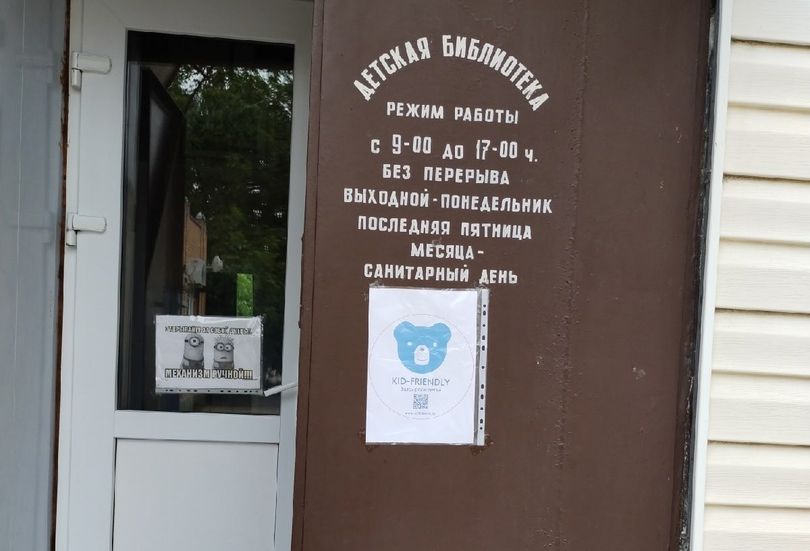 ДЕТСКАЯ БИБЛИОТЕКА
РЕЖИМ РАБОТЫ
С 9-00 ДО 17-00 Ч.
БЕЗ ПЕРЕРЫВА
ВЫХОДНОЙ-ПОНЕДЕЛЬНИК
ПОСЛЕДНЯЯ ПЯТНИЦА
МЕСЯЦА-
САНИТАРНЫЙ ДЕНЬ
KID-FRIENDLY
МЕХАНИЗМ РУЧНОЙ!!!